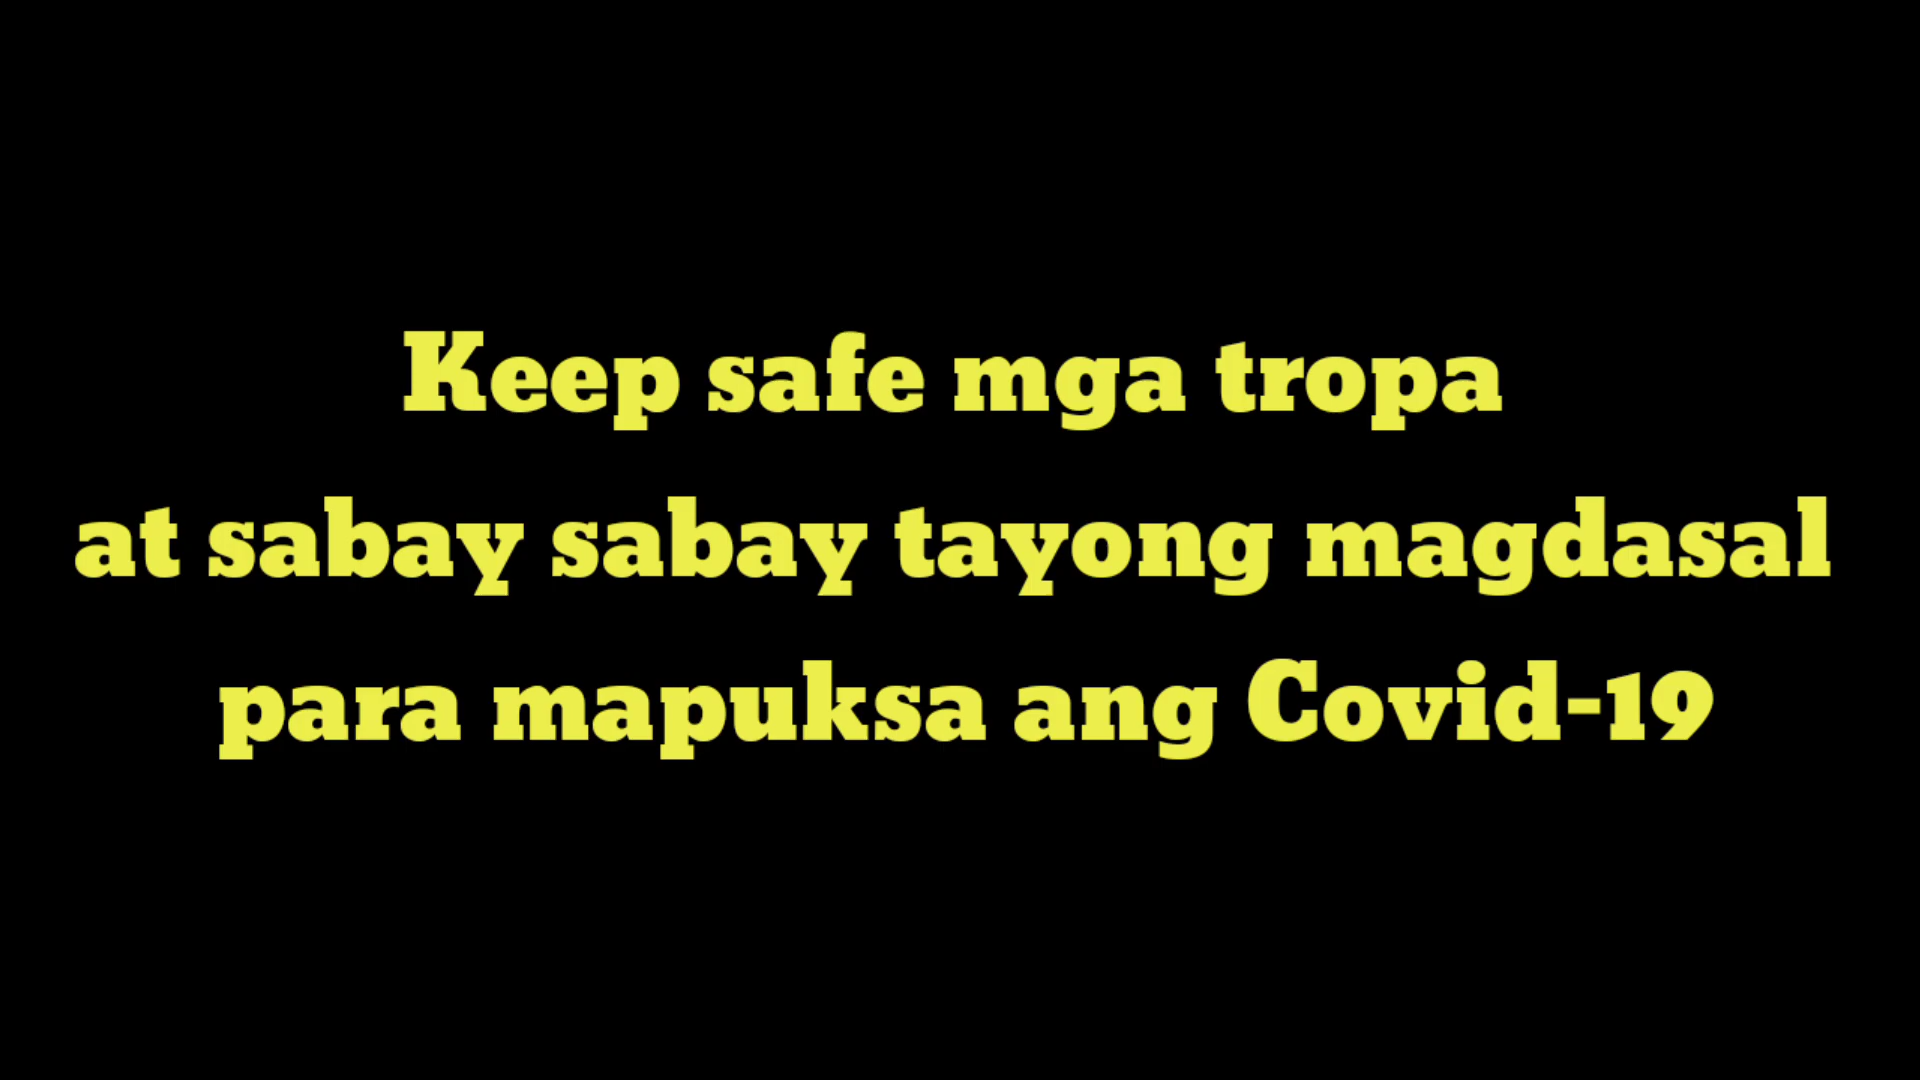 Keep safe mga tropa
at sabay sabay tayong magdasal
para mapuksa ang Covid-19